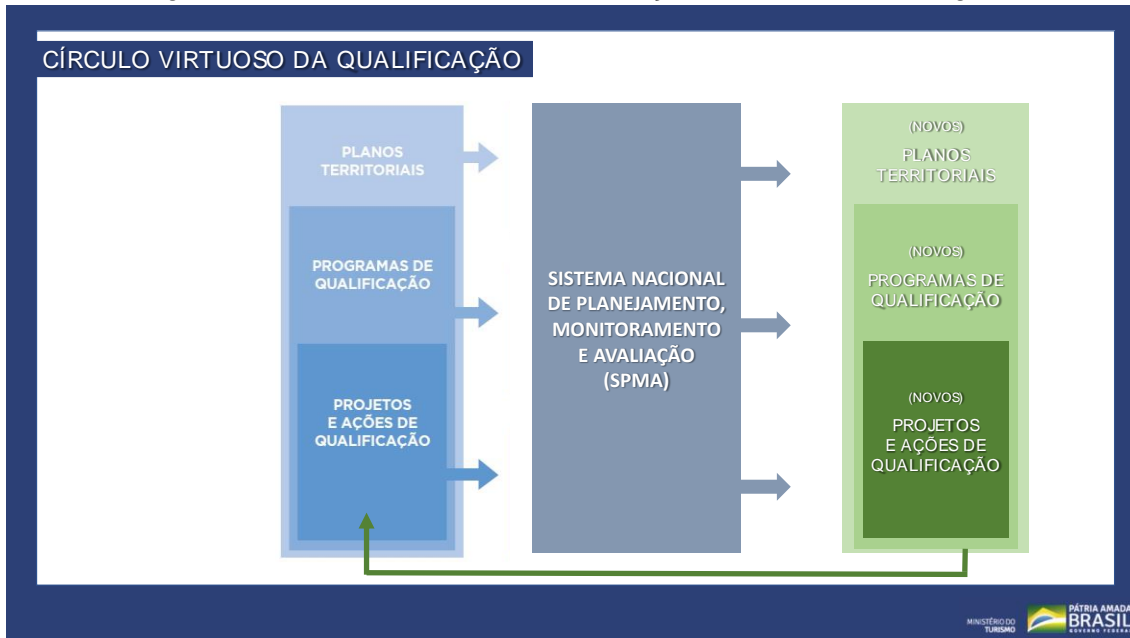 CÍRCULO VIRTUOSO DA QUALIFICAÇÃO
PLANOS
TERRITORIAIS
PROGRAMAS DE
QUALIFICAÇÃO
PROJETOS
E AÇÕES DE
QUALIFICAÇÃO
SISTEMA NACIONAL
DE PLANEJAMENTO,
MONITORAMENTO
E AVALIAÇÃO
(SPMA)
(NOVOS)
PLANOS
TERRITORIAIS
(NOVOS)
PROGRAMAS DE
QUALIFICAÇÃO
(NOVOS)
PROJETOS
E AÇÕES DE
QUALIFICAÇÃO
MINISTÉRIO DO
TURISMO
PÁTRIA AMADA
BRASIL
GOVERNO FEDERAL